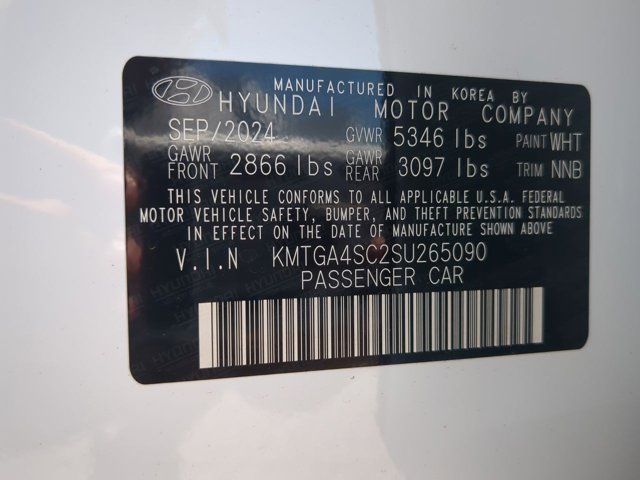 MANUFACTURED IN KOREA BY
HYUNDAI MOTOR COMPANY
SEP/2024 GVWR 5346 lbs PAINT WHT
GAWR FRONT 2866 lbs GAWR REAR 3097 lbs TRIM NNB
THIS VEHICLE CONFORMS TO ALL APPLICABLE U.S.A. FEDERAL
MOTOR VEHICLE SAFETY, BUMPER, AND THEFT PREVENTION STANDARDS
IN EFFECT ON THE DATE OF MANUFACTURE SHOWN ABOVE
V.I.N KMTGA4SC2SU265090
PASSENGER CAR